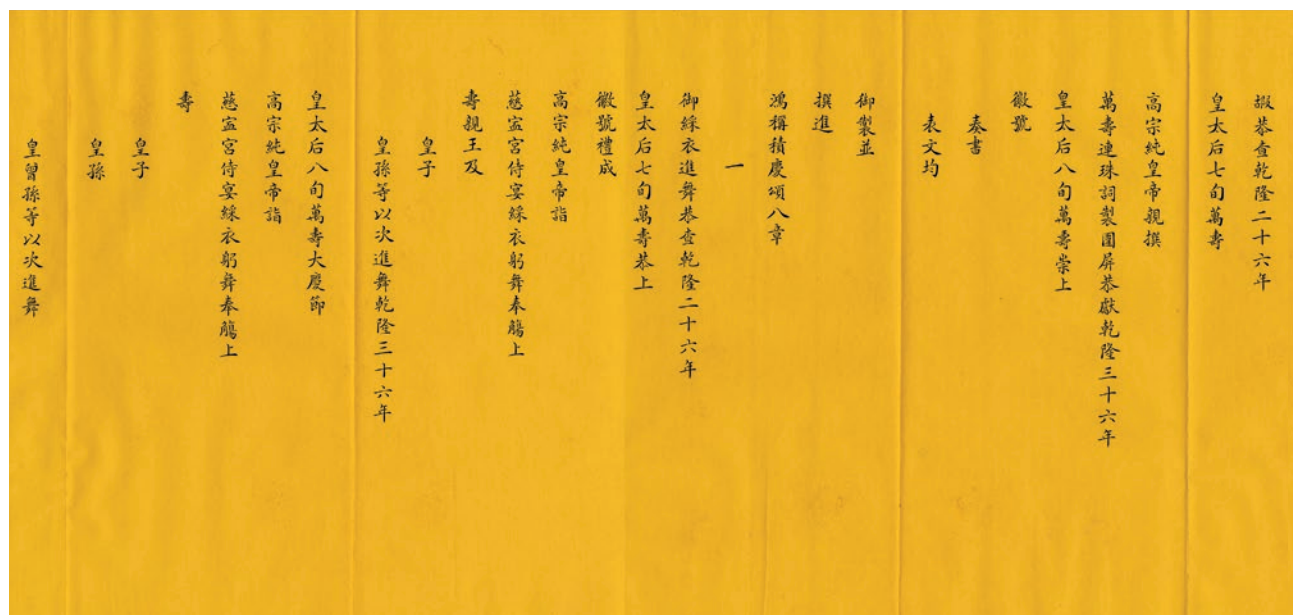 嘏恭查乾隆二十六年
皇太后七旬萬壽
高宗純皇帝親撰
萬壽連珠詞製圍屏恭獻乾隆三十六年
皇太后八旬萬壽崇上
徽號
奏書
表文均
御製並
撰進
鴻稱積慶頌八章
一
御綵衣進舞恭查乾隆二十六年
皇太后七旬萬壽恭上
徽號禮成
高宗純皇帝詣
慈寍宮侍宴綵衣躬舞奉觴上
壽親王及
皇子
皇孫等以次進舞乾隆三十六年
皇太后八旬萬壽大慶節
高宗純皇帝詣
慈寍宮侍宴綵衣躬舞奉觴上
壽
皇子
皇孫
皇曾孫等以次進舞